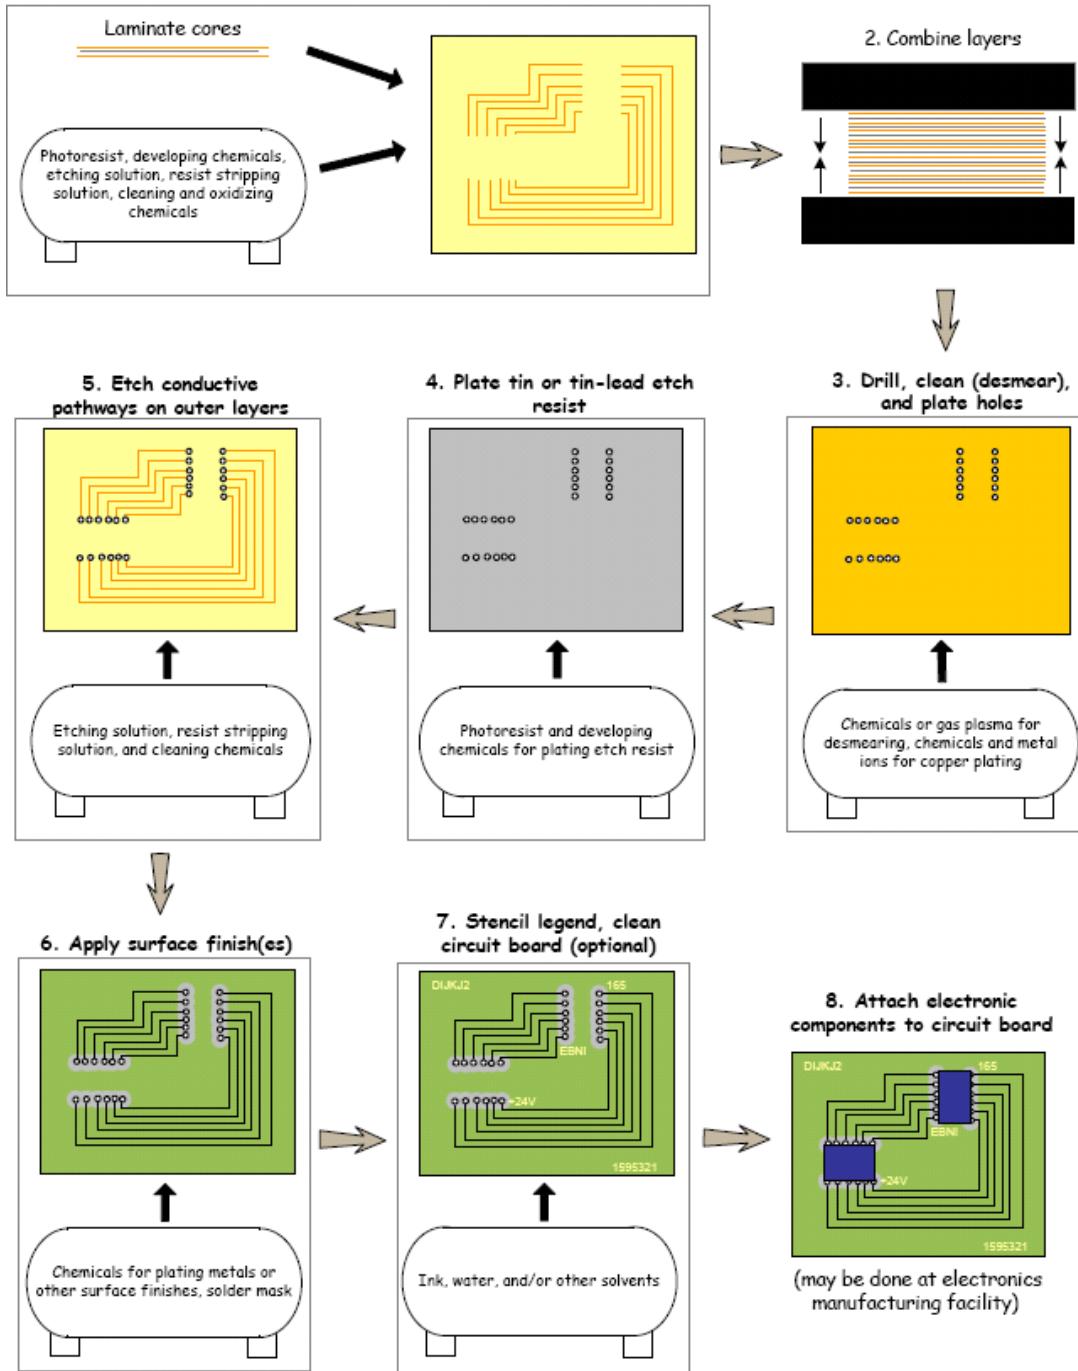 Laminate cores
Photoresist, developing chemicals,
etching solution, resist stripping
solution, cleaning and oxidizing
chemicals
2. Combine layers
5. Etch conductive
pathways on outer layers
4. Plate tin or tin-lead etch
resist
3. Drill, clean (desmear),
and plate holes
Etching solution, resist stripping
solution, and cleaning chemicals
Photoresist and developing
chemicals for plating etch resist
Chemicals or gas plasma for
desmearing, chemicals and metal
ions for copper plating
6. Apply surface finish(es)
7. Stencil legend, clean
circuit board (optional)
8. Attach electronic
components to circuit board
DIJKJ2
165
EBNI
+24V
1595321
DIJKJ2
165
EBNI
+24V
1595321
Chemicals for plating metals or
other surface finishes, solder mask
Ink, water, and/or other solvents
(may be done at electronics
manufacturing facility)